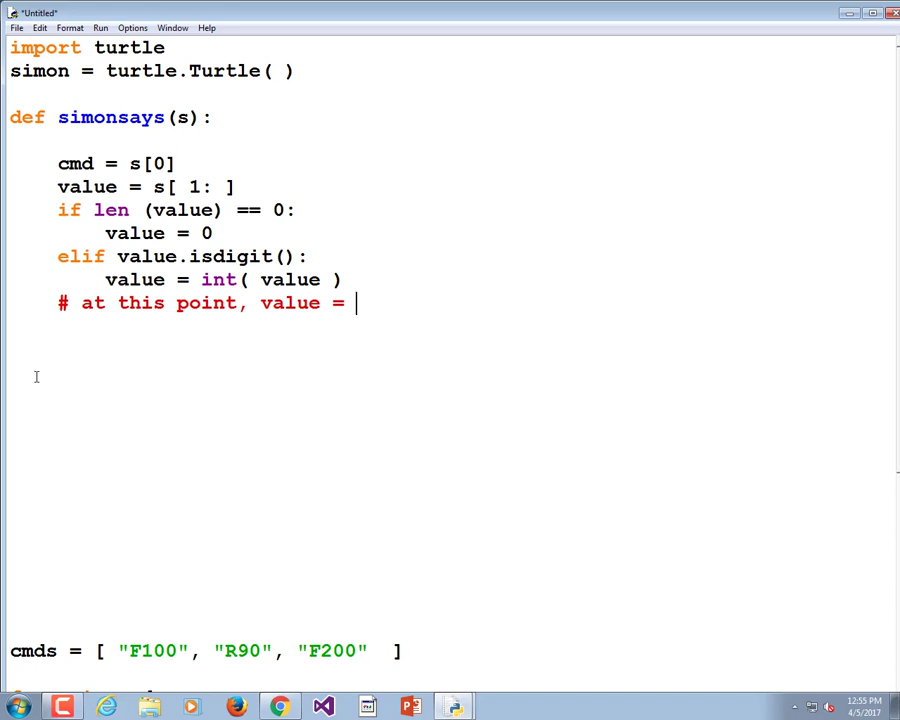 *Untitled*
File Edit Format Run Options Window Help
import turtle
simon = turtle.Turtle( )
def simonsays(s):
cmd = s[0]
value = s[ 1: ]
if len (value) == 0:
value = 0
elif value.isdigit():
value = int( value )
# at this point, value =
cmds = [ "F100", "R90", "F200" ]
12:55 PM
4/5/2017